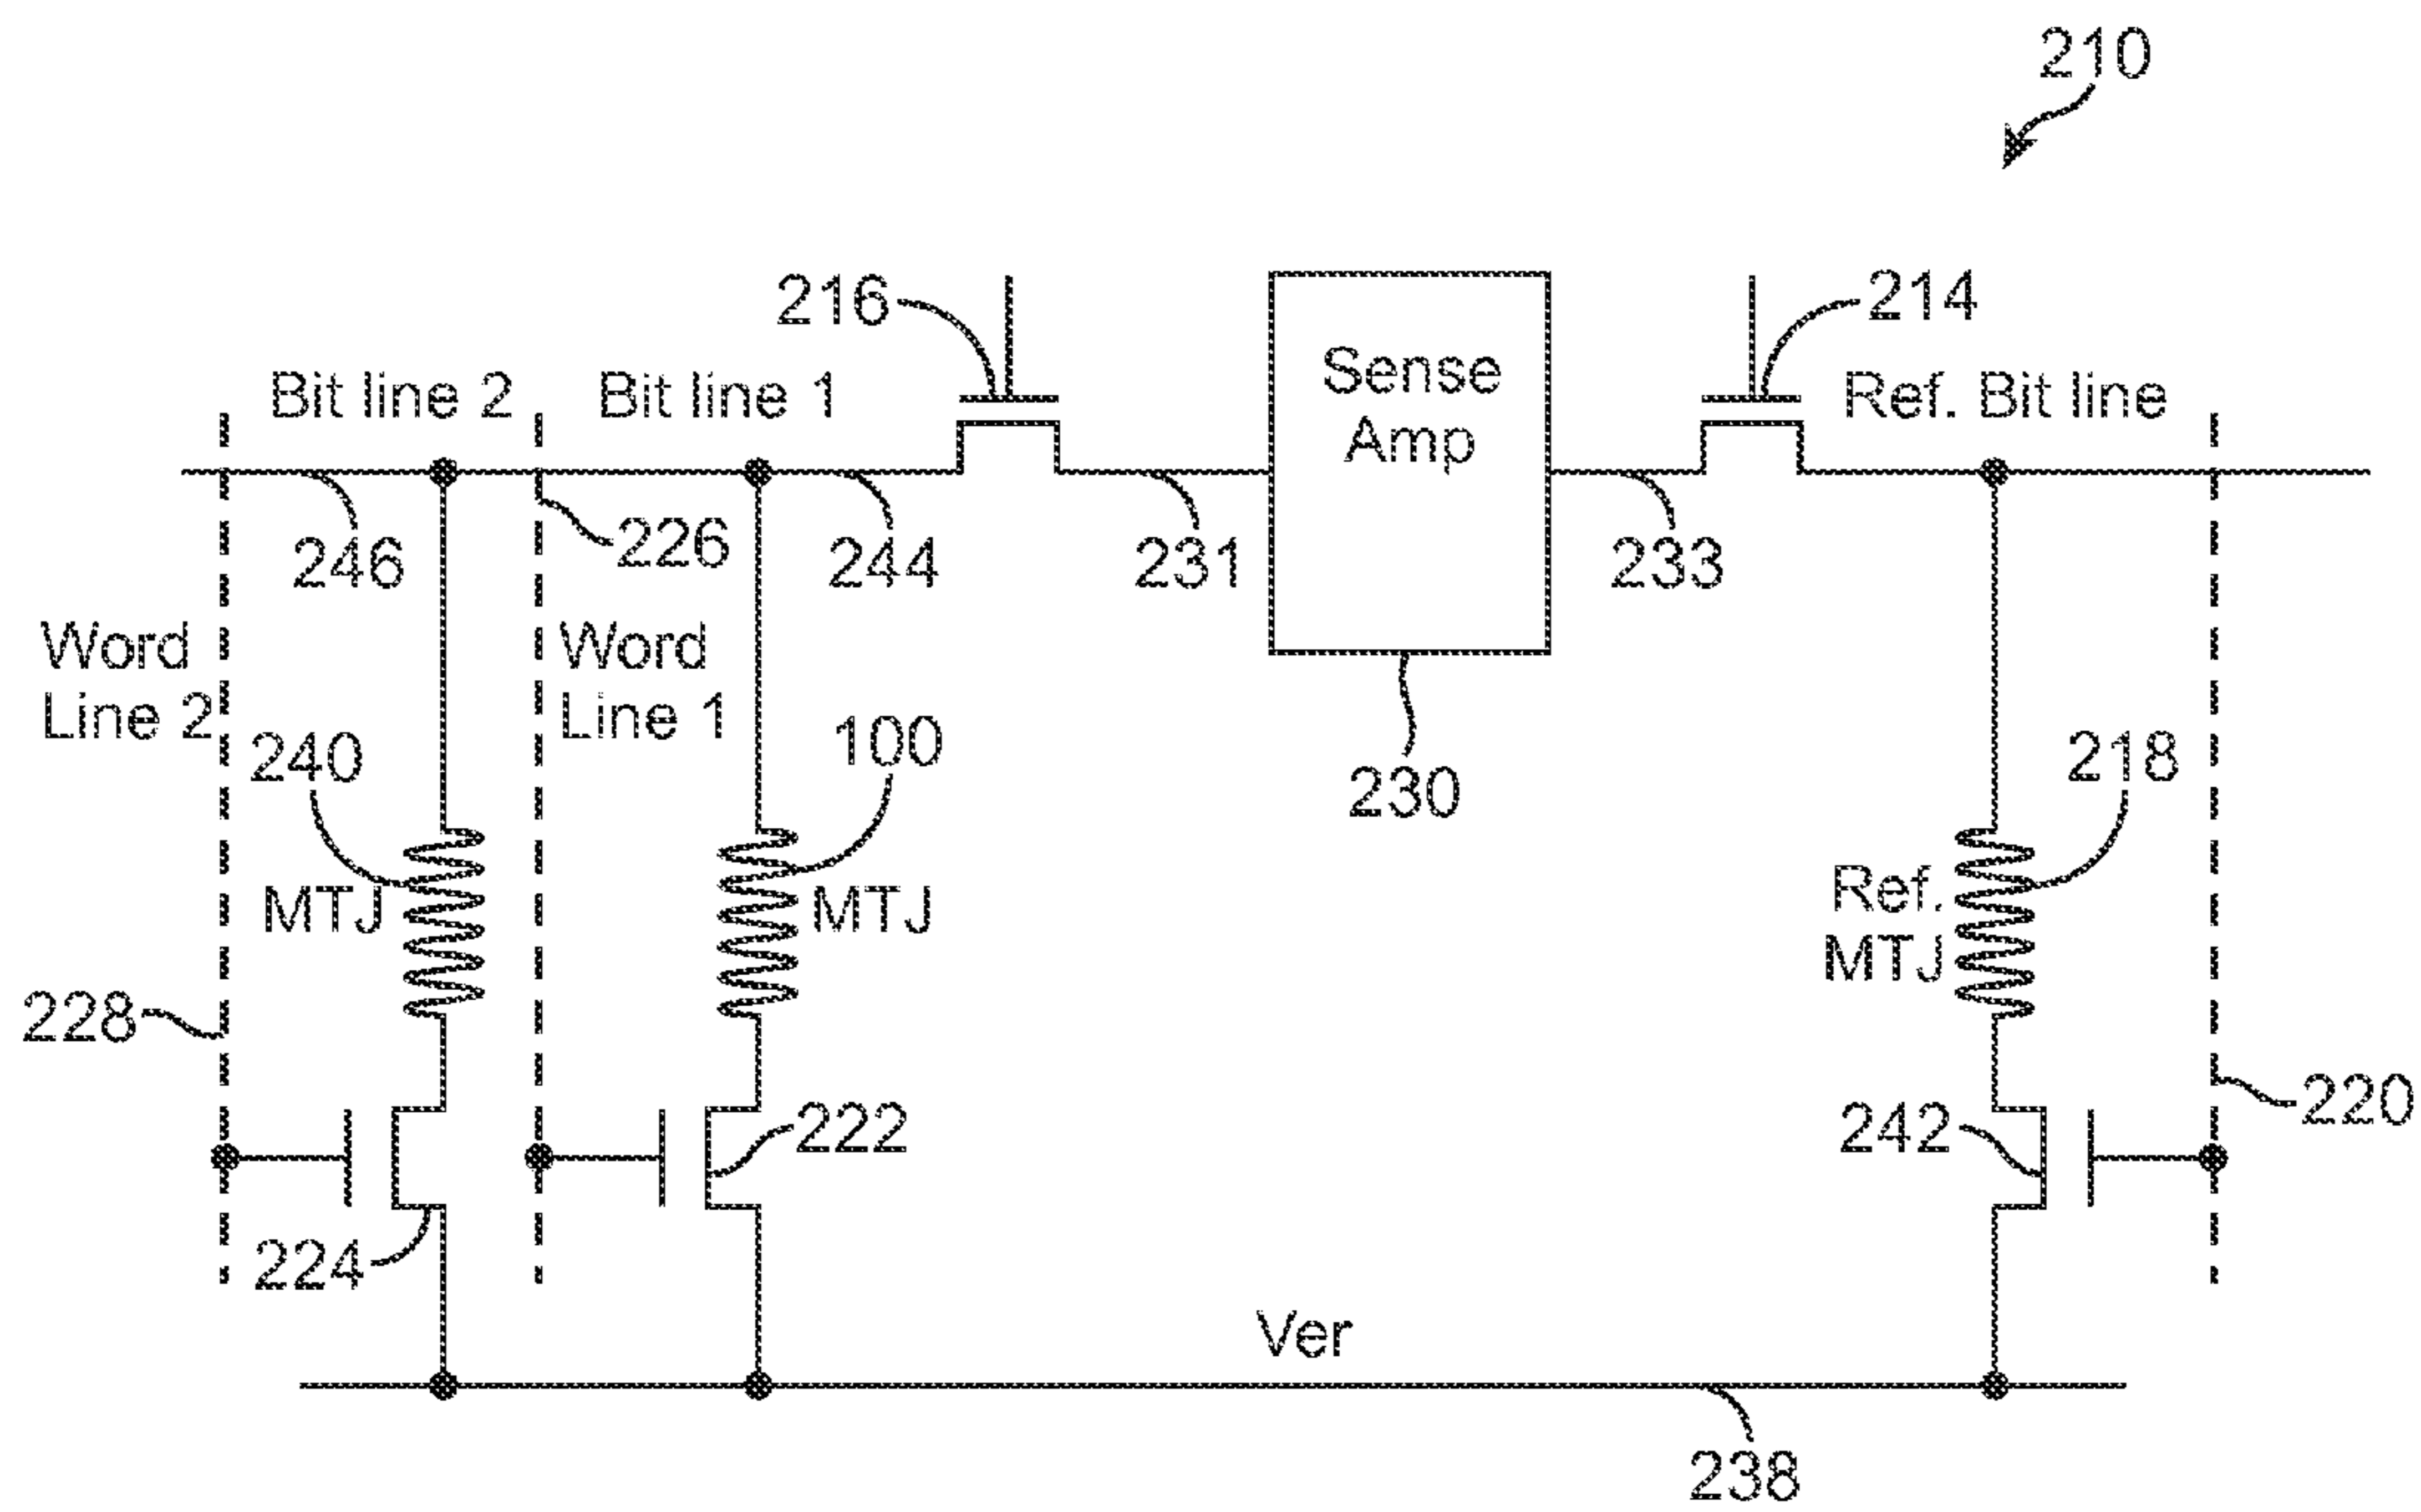 210
216
214
Sense
Amp
Bit line 2
Bit line 1
Ref. Bit line
246
226
244
231
233
Word
Line 2
Word
Line 1
240
100
230
218
MTJ
MTJ
Ref.
MTJ
228
222
242
220
224
Ver
238